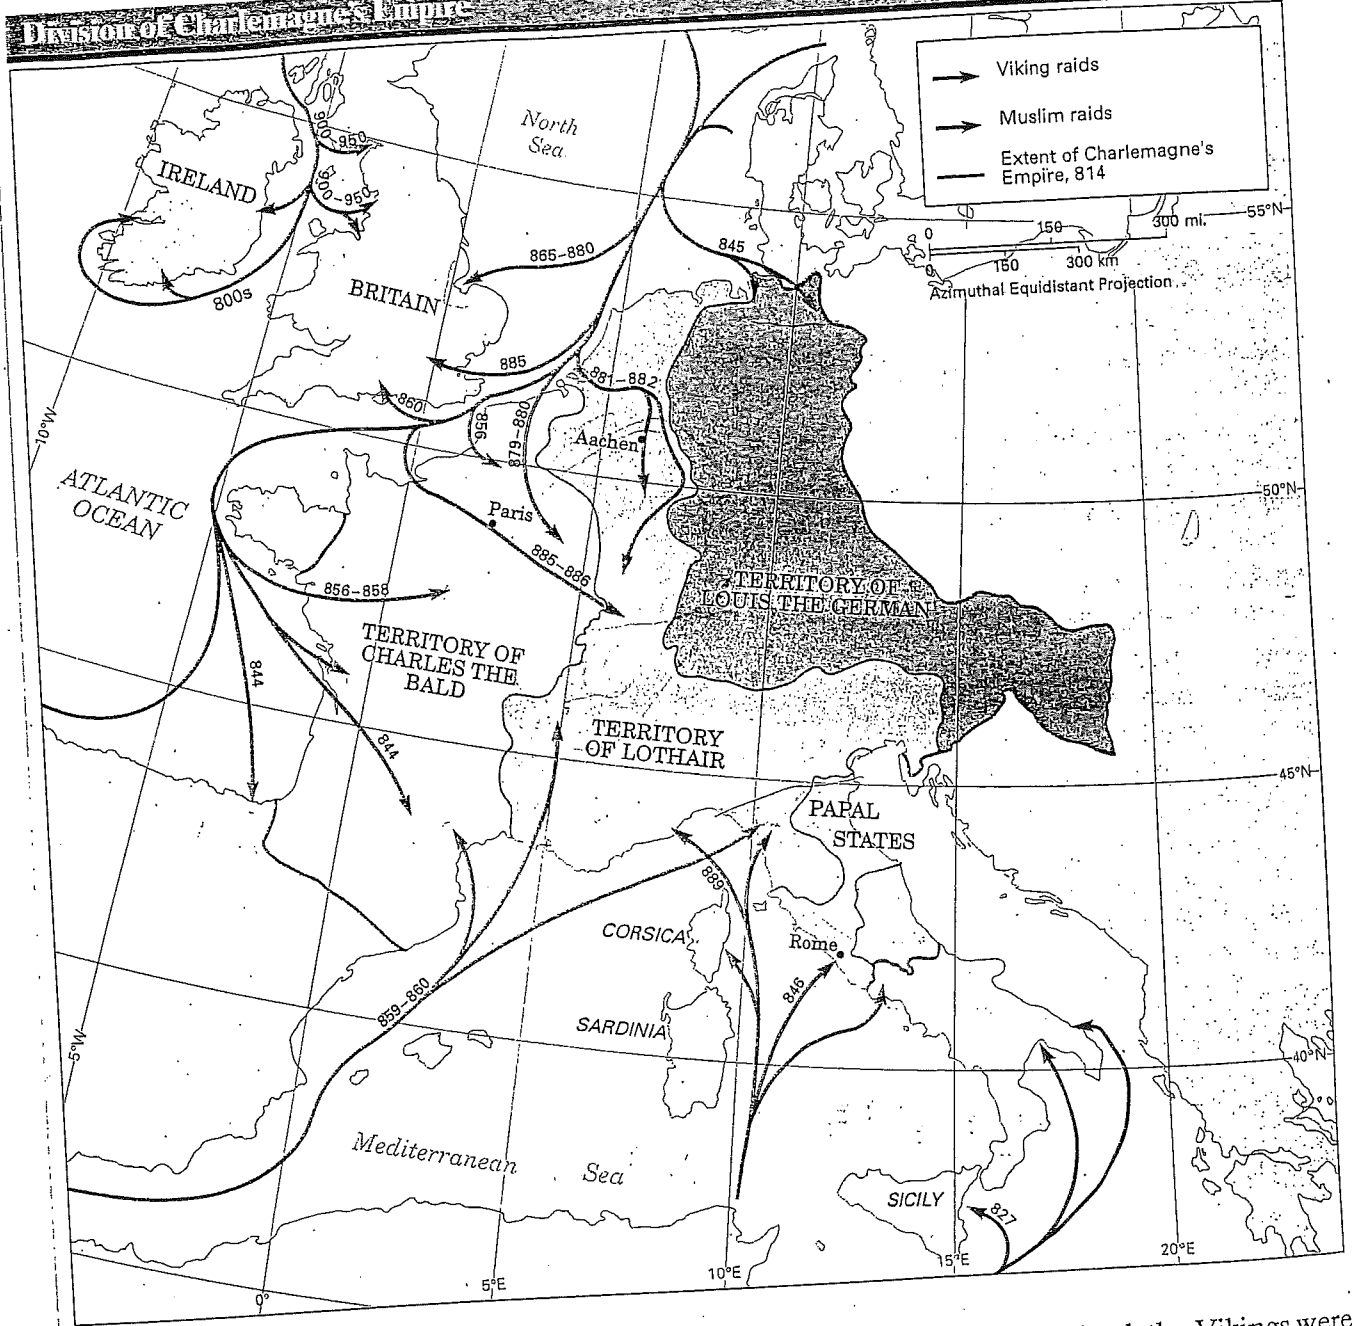 Division of Charlemagne's Empire
Viking raids
Muslim raids
Extent of Charlemagne's
Empire, 814
0 150 300 mi.
0 150 300 km
Azimuthal Equidistant Projection
North
Sea
900–950
900–950
IRELAND
800s
BRITAIN
865–880
845
885
881–882
860
856
879–880
Aachen
ATLANTIC
OCEAN
Paris
885–886
856–858
TERRITORY OF
LOUIS THE GERMAN
TERRITORY OF
CHARLES THE
BALD
844
844
TERRITORY
OF LOTHAIR
PAPAL
STATES
889
CORSICA
Rome
846
859–860
SARDINIA
Mediterranean Sea
SICILY
827
55°N
50°N
45°N
40°N
10°W
5°W
0°
5°E
10°E
15°E
20°E
the Vikings were